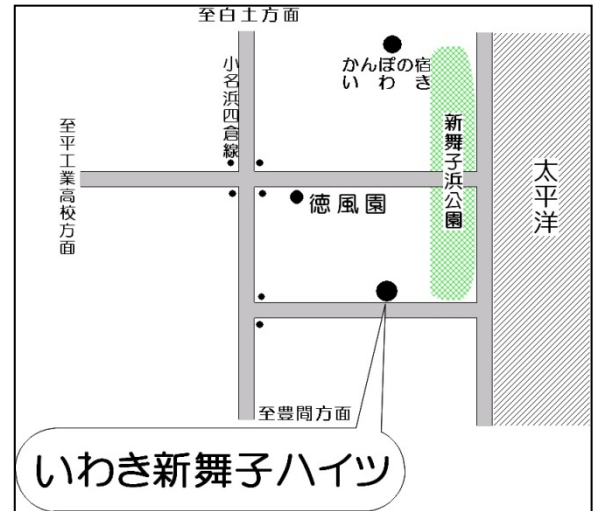 至白土方面
かんぽの宿
いわき
小名浜四倉線
新舞子浜公園
至平工業高校方面
太平洋
徳風園
至豊間方面
いわき新舞子ハイツ